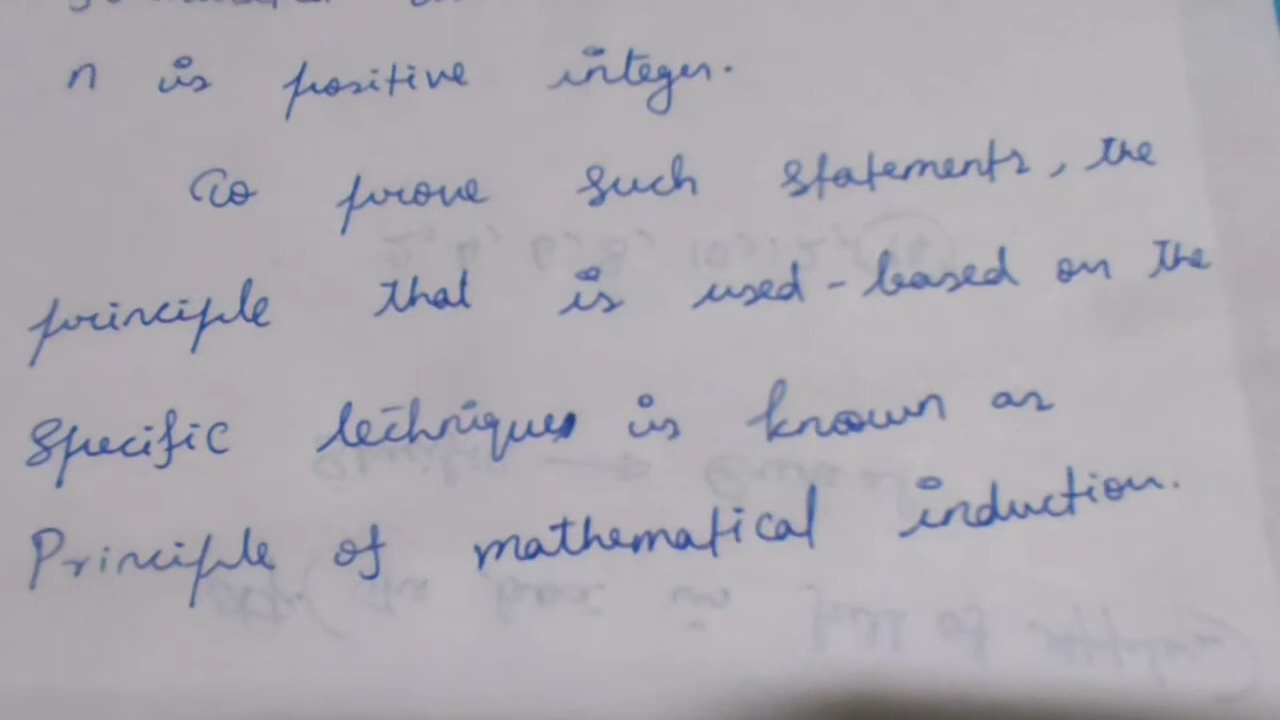 n is positive integer.
To prove such statements, the
principle that is used - based on the
Specific techniques is known as
Principle of mathematical induction.